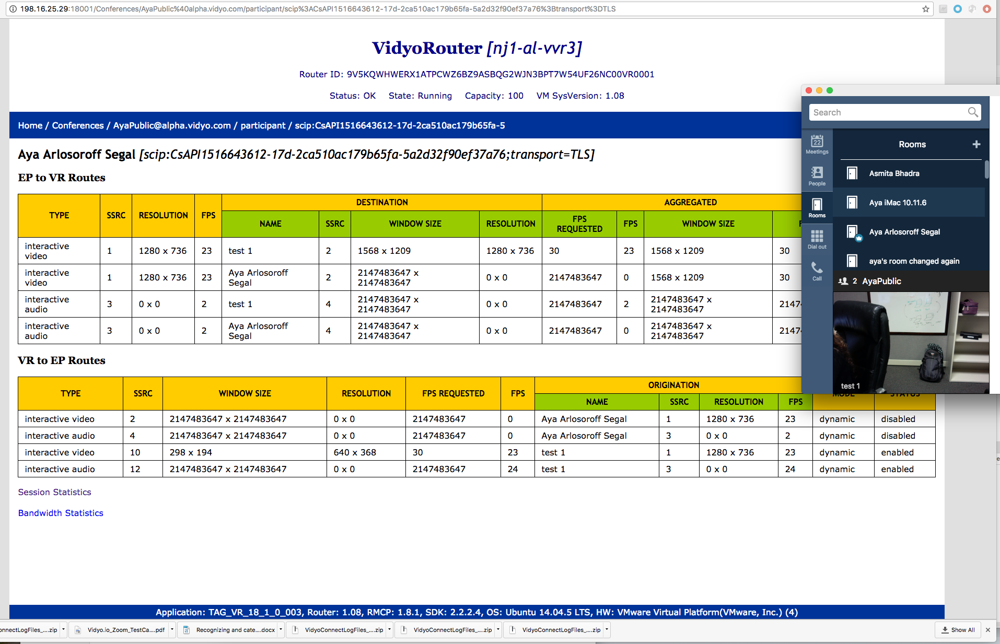 198.16.25.29:18001/Conferences/AyaPublic%40alpha.vidyo.com/participant/scip%3ACsAPI1516643612-17d-2ca510ac179b65fa-5a2d32f90ef37a76%3Btransport%3DTLS
VidyoRouter [nj1-al-vvr3]
Router ID: 9V5KQWHWERX1ATPCWZ6BZ9ASBQG2WJN3BPT7W54UF26NC00VR0001
Status: OK State: Running Capacity: 100 VM SysVersion: 1.08
Home / Conferences / AyaPublic@alpha.vidyo.com / participant / scip:CsAPI1516643612-17d-2ca510ac179b65fa-5
Aya Arlosoroff Segal [scip:CsAPI1516643612-17d-2ca510ac179b65fa-5a2d32f90ef37a76;transport=TLS]
EP to VR Routes
TYPE SSRC RESOLUTION FPS DESTINATION AGGREGATED
NAME SSRC WINDOW SIZE RESOLUTION FPS REQUESTED FPS WINDOW SIZE
interactive video 1 1280 x 736 23 test 1 2 1568 x 1209 1280 x 736 30 23 1568 x 1209 30
interactive video 1 1280 x 736 23 Aya Arlosoroff Segal 2 2147483647 x 2147483647 0 x 0 2147483647 0 1568 x 1209 30
interactive audio 3 0 x 0 2 test 1 4 2147483647 x 2147483647 0 x 0 2147483647 2 2147483647 x 2147483647 2147
interactive audio 3 0 x 0 2 Aya Arlosoroff Segal 4 2147483647 x 2147483647 0 x 0 2147483647 0 2147483647 x 2147483647 2147
VR to EP Routes
TYPE SSRC WINDOW SIZE RESOLUTION FPS REQUESTED FPS ORIGINATION MODE STATUS
NAME SSRC RESOLUTION FPS
interactive video 2 2147483647 x 2147483647 0 x 0 2147483647 0 Aya Arlosoroff Segal 1 1280 x 736 23 dynamic disabled
interactive audio 4 2147483647 x 2147483647 0 x 0 2147483647 0 Aya Arlosoroff Segal 3 0 x 0 2 dynamic disabled
interactive video 10 298 x 194 640 x 368 30 23 test 1 1 1280 x 736 23 dynamic enabled
interactive audio 12 2147483647 x 2147483647 0 x 0 2147483647 24 test 1 3 0 x 0 24 dynamic enabled
Session Statistics
Bandwidth Statistics
Search
22
Meetings
People
Rooms
Dial out
Call
Rooms +
Asmita Bhadra
Aya iMac 10.11.6
Aya Arlosoroff Segal
aya's room changed again
2 AyaPublic
test 1
Application: TAG_VR_18_1_0_003, Router: 1.08, RMCP: 1.8.1, SDK: 2.2.2.4, OS: Ubuntu 14.04.5 LTS, HW: VMware Virtual Platform(VMware, Inc.) (4)
onnectLogFiles_....zip Vidyo.io_Zoom_TestCa....pdf Recognizing and cate....docx VidyoConnectLogFiles_....zip VidyoConnectLogFiles_....zip VidyoConnectLogFiles_....zip Show All